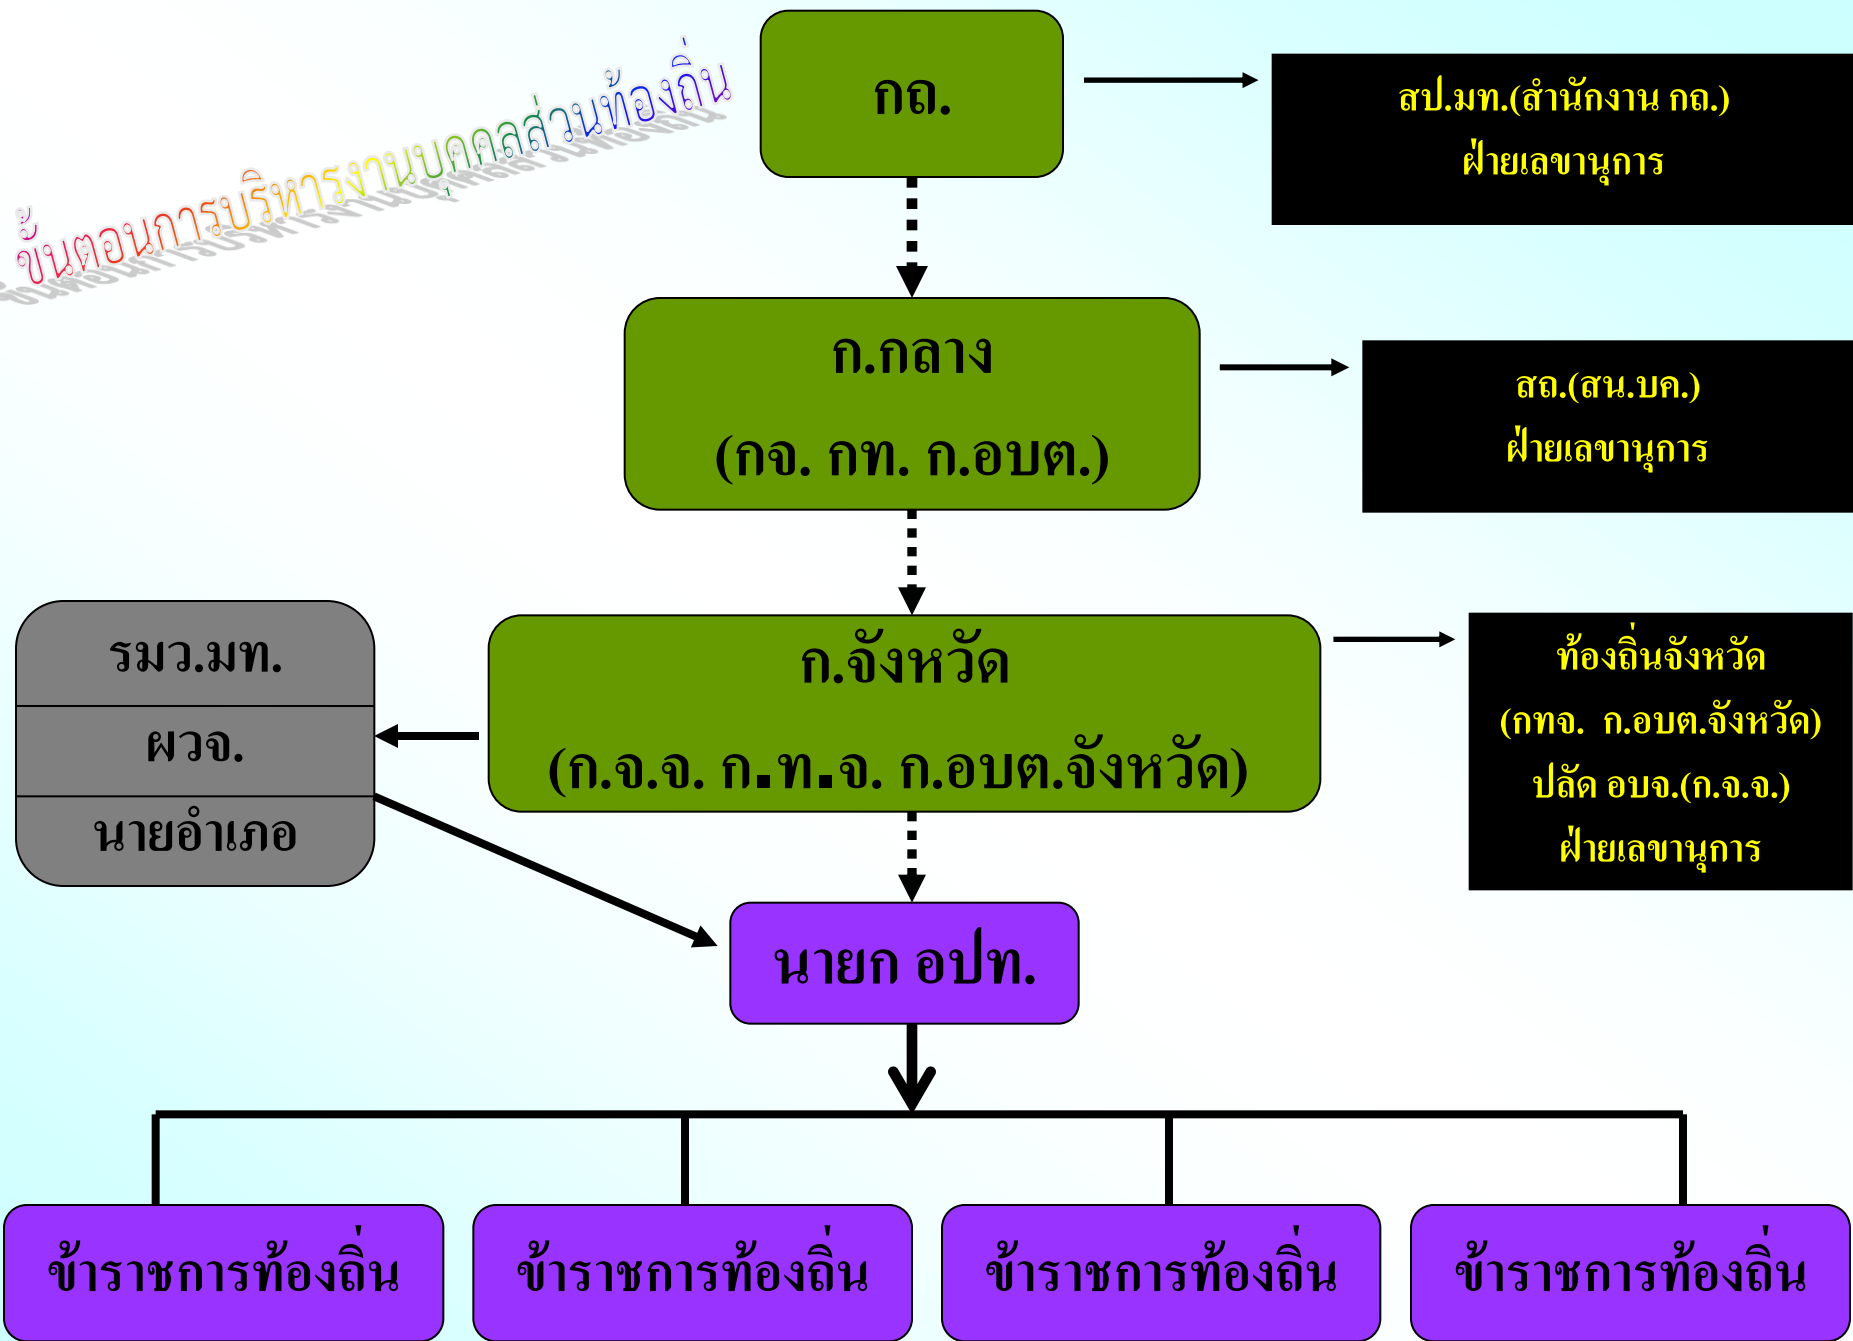 ขั้นตอนการบริหารงานบุคคลส่วนท้องถิ่น
กถ.
สป.มท.(สำนักงาน กถ.)
ฝ่ายเลขานุการ
ก.กลาง
(กจ. กท. ก.อบต.)
สถ.(สน.บค.)
ฝ่ายเลขานุการ
รมว.มท.
ผวจ.
นายอำเภอ
ก.จังหวัด
(ก.จ.จ. ก.ท.จ. ก.อบต.จังหวัด)
ท้องถิ่นจังหวัด
(กทจ. ก.อบต.จังหวัด)
ปลัด อบจ.(ก.จ.จ.)
ฝ่ายเลขานุการ
นายก อปท.
ข้าราชการท้องถิ่น
ข้าราชการท้องถิ่น
ข้าราชการท้องถิ่น
ข้าราชการท้องถิ่น